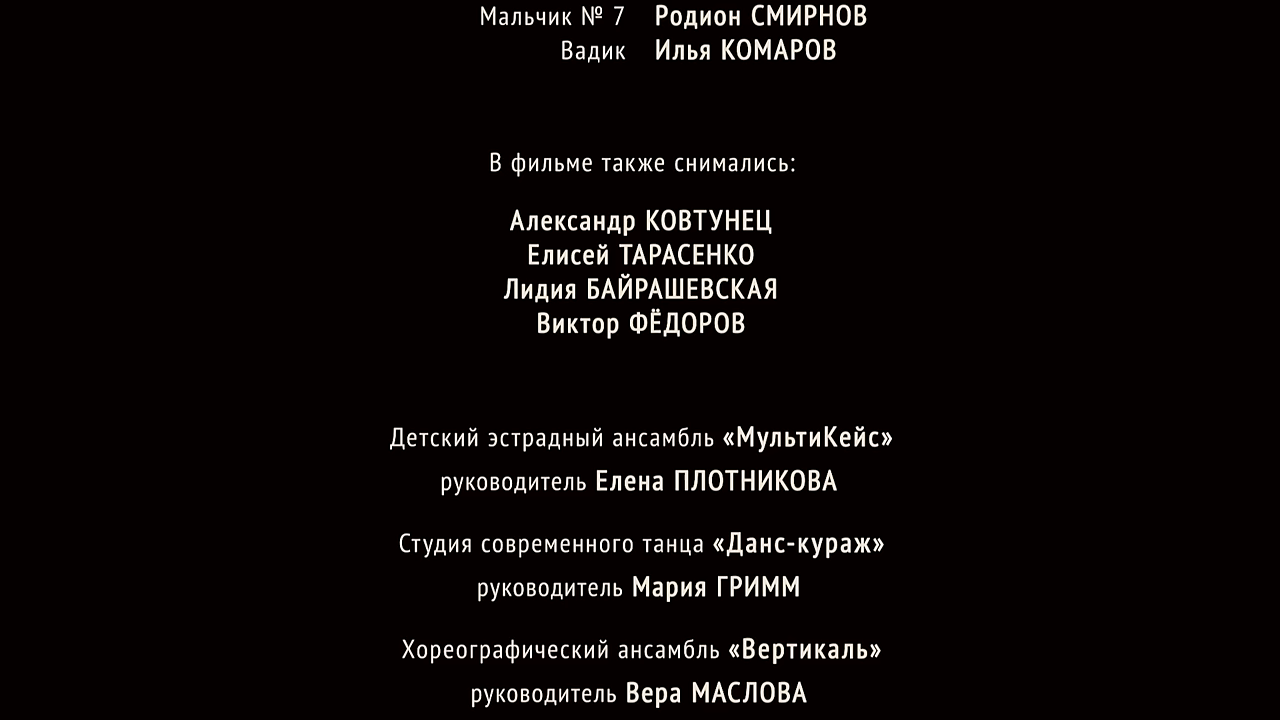 Мальчик № 7 Родион СМИРНОВ
Вадик Илья КОМАРОВ
В фильме также снимались:
Александр КОВТУНЕЦ
Елисей ТАРАСЕНКО
Лидия БАЙРАШЕВСКАЯ
Виктор ФЁДОРОВ
Детский эстрадный ансамбль «МультиКейс»
руководитель Елена ПЛОТНИКОВА
Студия современного танца «Данс-кураж»
руководитель Мария ГРИММ
Хореографический ансамбль «Вертикаль»
руководитель Вера МАСЛОВА